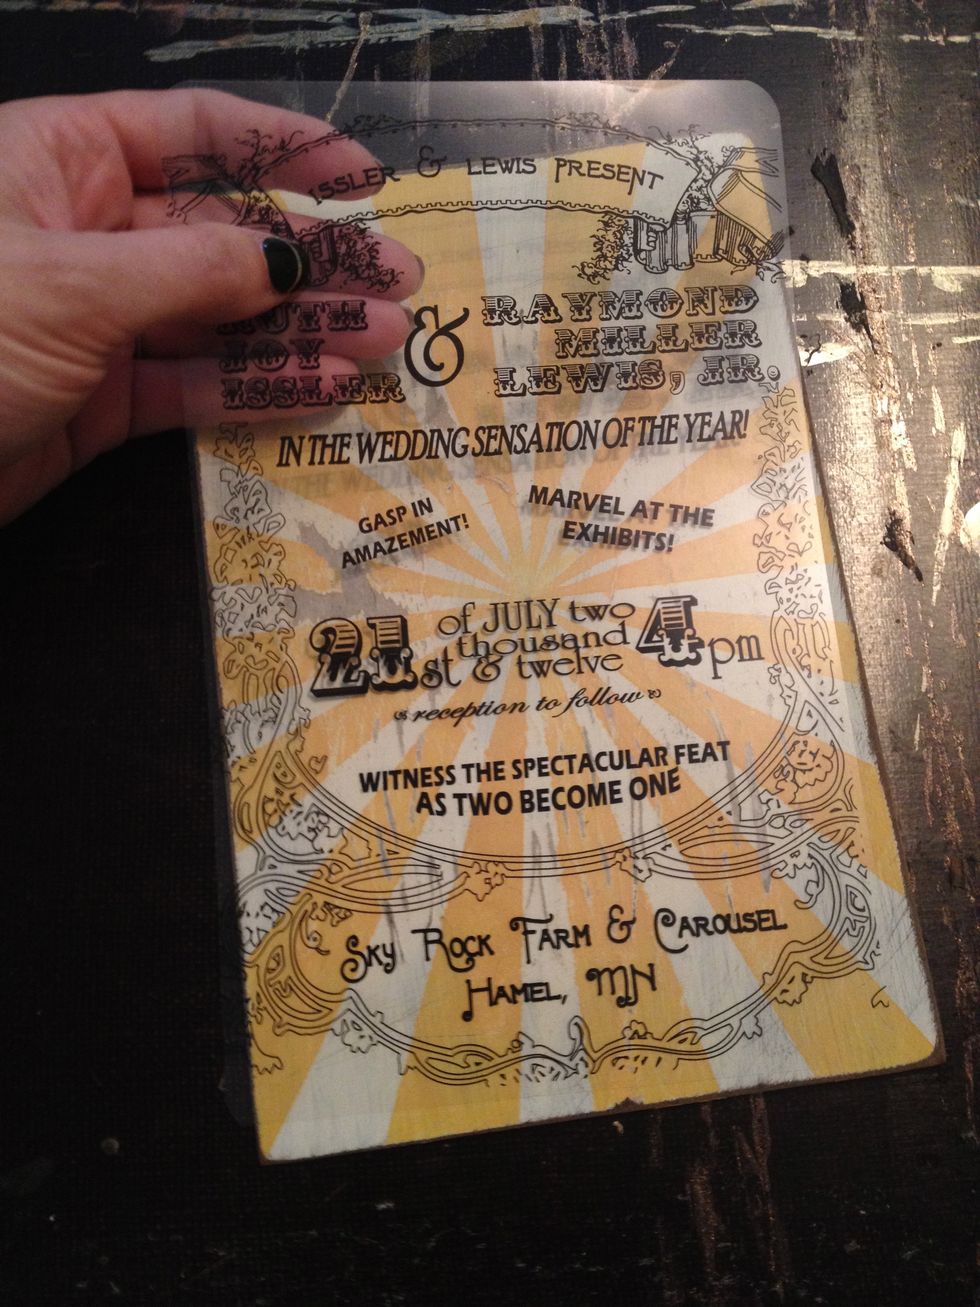 ISSLER & LEWIS PRESENT
RUTH
JOY
ISSLER
&
RAYMOND
MILLER
LEWIS, JR.
IN THE WEDDING SENSATION OF THE YEAR!
GASP IN
AMAZEMENT!
MARVEL AT THE
EXHIBITS!
21st
of JULY two
thousand
& twelve
4pm
reception to follow
WITNESS THE SPECTACULAR FEAT
AS TWO BECOME ONE
SKY ROCK FARM & CAROUSEL
HAMEL, MN